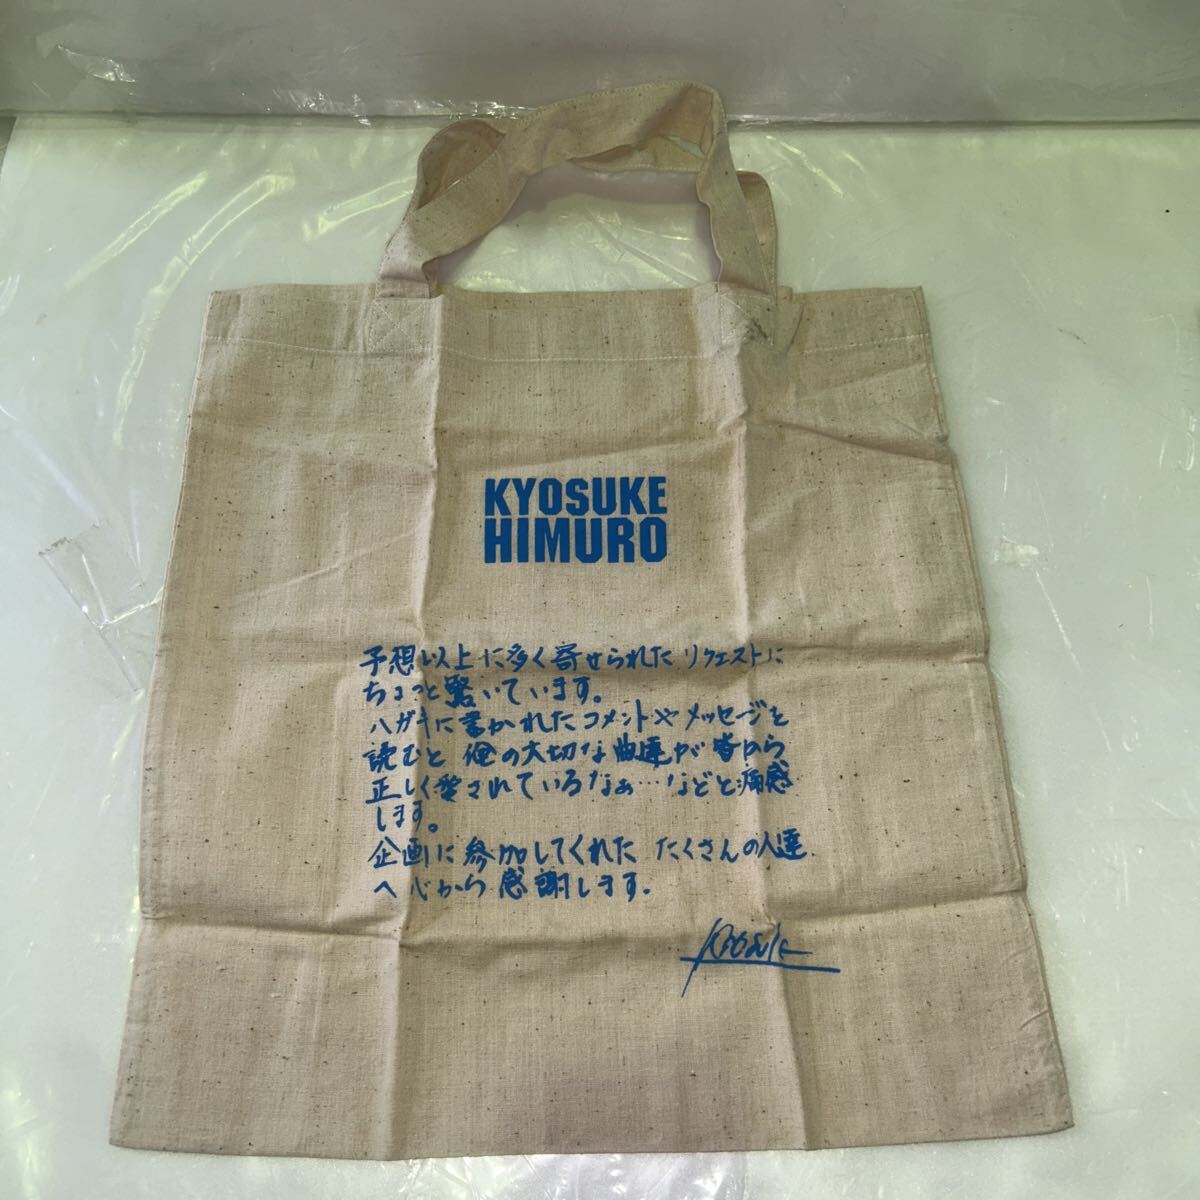 KYOSUKE
HIMURO
予想以上に多く寄せられたリクエストに
ちょっと驚いています。
ハガキに書かれたコメントやメッセージを
読むと俺の大切な曲達が皆から
正しく愛されているなぁ…などと痛感
します。
企画に参加してくれた たくさんの人達
へ心から感謝します.